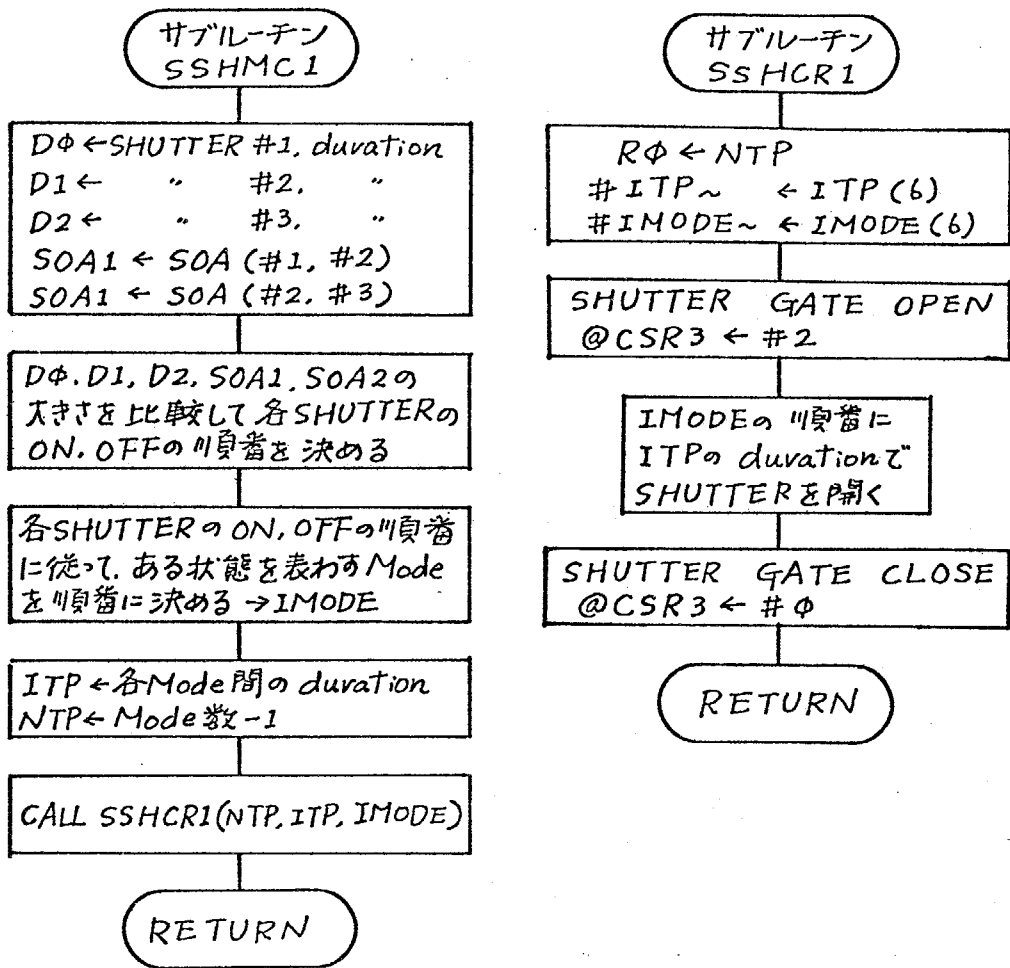 サブルーチン
SSHMC1
DΦ←SHUTTER #1, duration
D1← 〃 #2, 〃
D2← 〃 #3, 〃
SOA1 ← SOA (#1, #2)
SOA1 ← SOA (#2. #3)
DΦ. D1, D2, SOA1, SOA2の
大きさを比較して各SHUTTERの
ON, OFFの順番を決める
各SHUTTERのON, OFFの順番
に従って、ある状態を表わすMode
を順番に決める→IMODE
ITP←各Mode間のduration
NTP←Mode数-1
CALL SSHCR1(NTP, ITP, IMODE)
RETURN
サブルーチン
SSHCR1
RΦ ← NTP
#ITP~ ← ITP(6)
#IMODE~ ← IMODE(6)
SHUTTER GATE OPEN
@CSR3 ← #2
IMODEの順番に
ITPのdurationで
SHUTTERを開く
SHUTTER GATE CLOSE
@CSR3 ← #Φ
RETURN